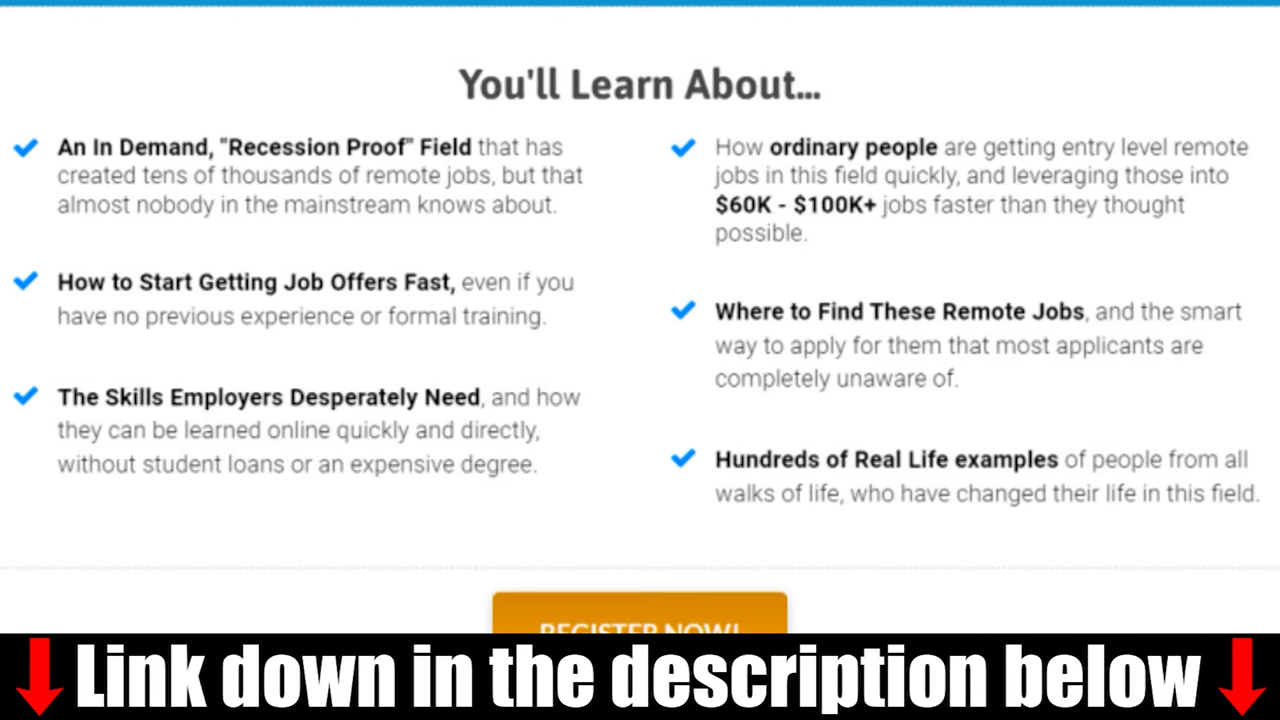 You'll Learn About...
An In Demand, "Recession Proof" Field that has
created tens of thousands of remote jobs, but that
almost nobody in the mainstream knows about.
How to Start Getting Job Offers Fast, even if you
have no previous experience or formal training.
The Skills Employers Desperately Need, and how
they can be learned online quickly and directly,
without student loans or an expensive degree.
How ordinary people are getting entry level remote
jobs in this field quickly, and leveraging those into
$60K - $100K+ jobs faster than they thought
possible.
Where to Find These Remote Jobs, and the smart
way to apply for them that most applicants are
completely unaware of.
Hundreds of Real Life examples of people from all
walks of life, who have changed their life in this field.
REGISTER NOW!
Link down in the description below